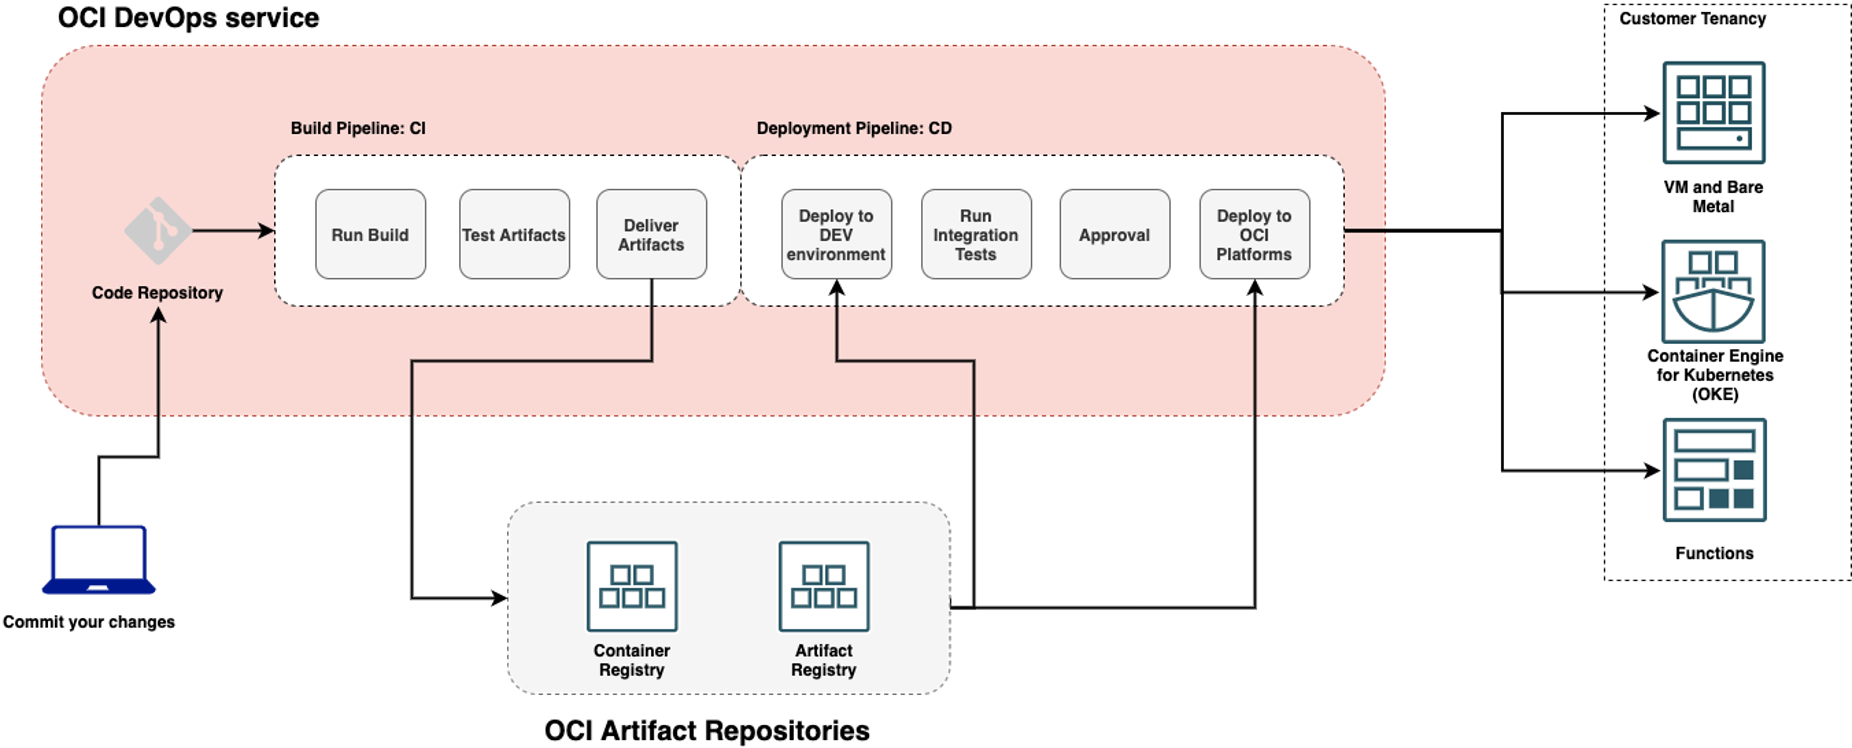 OCI DevOps service
Customer Tenancy
Build Pipeline: CI
Deployment Pipeline: CD
Run Build
Test Artifacts
Deliver
Artifacts
Deploy to
DEV
environment
Run
Integration
Tests
Approval
Deploy to
OCI
Platforms
VM and Bare
Metal
Code Repository
Container Engine
for Kubernetes
(OKE)
Functions
Commit your changes
Container
Registry
Artifact
Registry
OCI Artifact Repositories